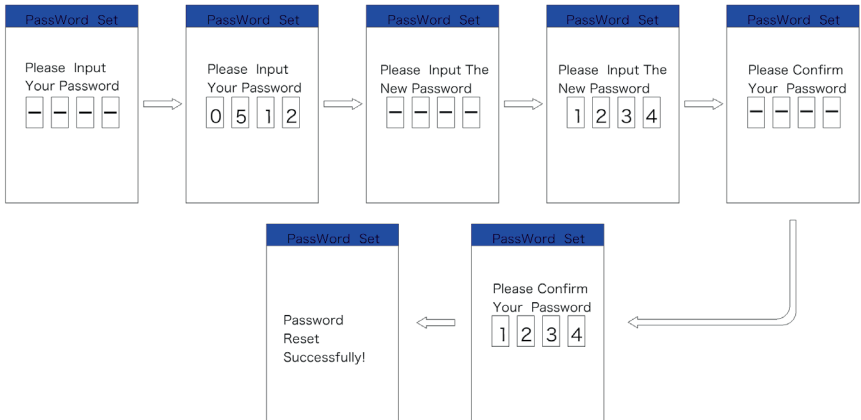 PassWord Set
Please Input
Your Password
- - - -
PassWord Set
Please Input
Your Password
0 5 1 2
PassWord Set
Please Input The
New Password
- - - -
PassWord Set
Please Input The
New Password
1 2 3 4
PassWord Set
Please Confirm
Your Password
- - - -
PassWord Set
Please Confirm
Your Password
1 2 3 4
PassWord Set
Password
Reset
Successfully!